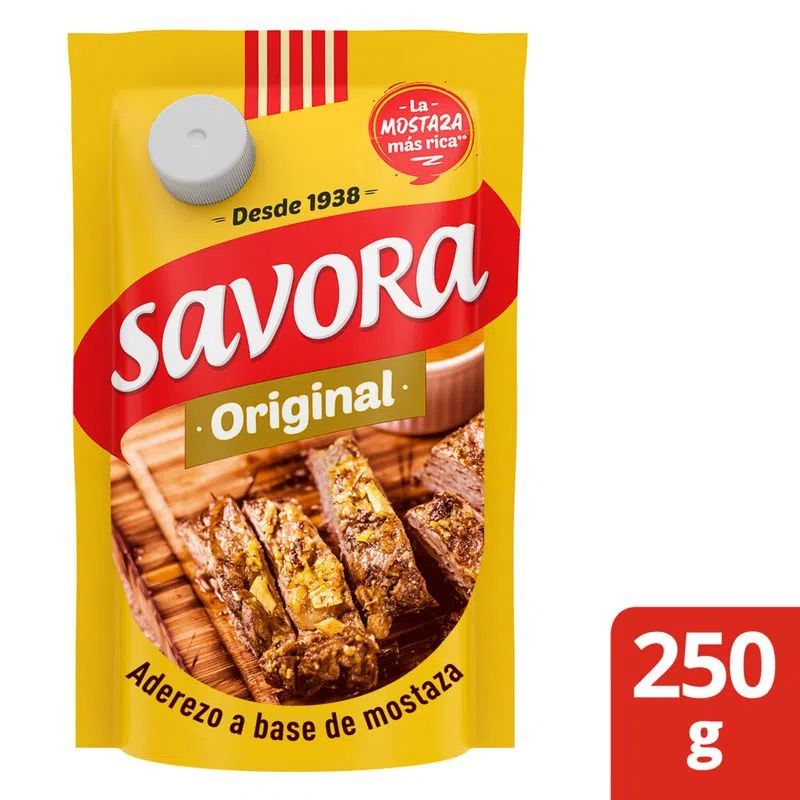 - La -
MOSTAZA
más rica**
Desde 1938
SAVORA
· Original ·
Aderezo a base de mostaza
250
g